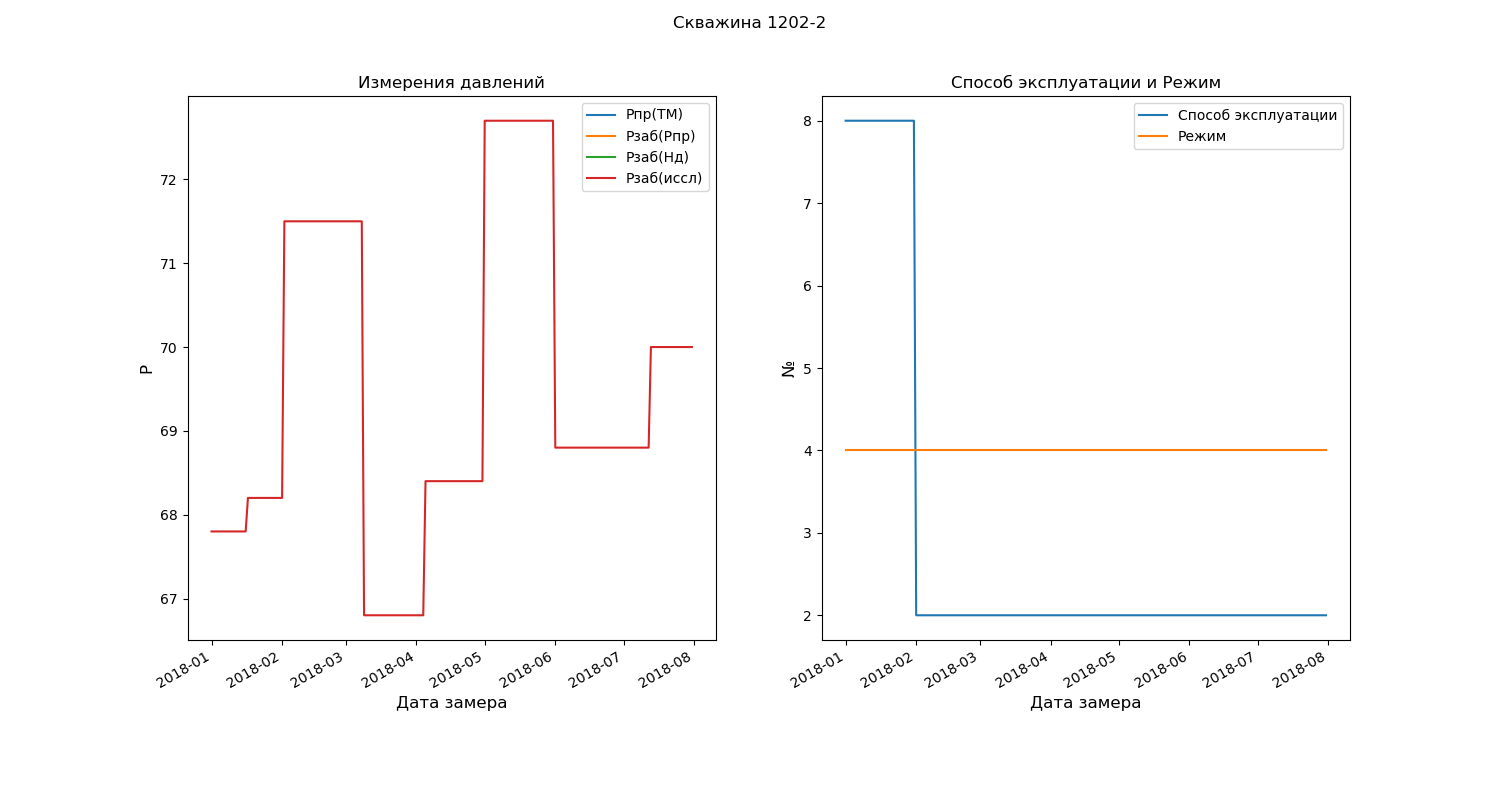 Скважина 1202-2
Измерения давлений
Рпр(ТМ)
Рзаб(Рпр)
Рзаб(Нд)
Рзаб(иссл)
72
71
70
69
68
67
Р
2018-01
2018-02
2018-03
2018-04
2018-05
2018-06
2018-07
2018-08
Дата замера
Способ эксплуатации и Режим
Способ эксплуатации
Режим
8
7
6
5
4
3
2
№
2018-01
2018-02
2018-03
2018-04
2018-05
2018-06
2018-07
2018-08
Дата замера